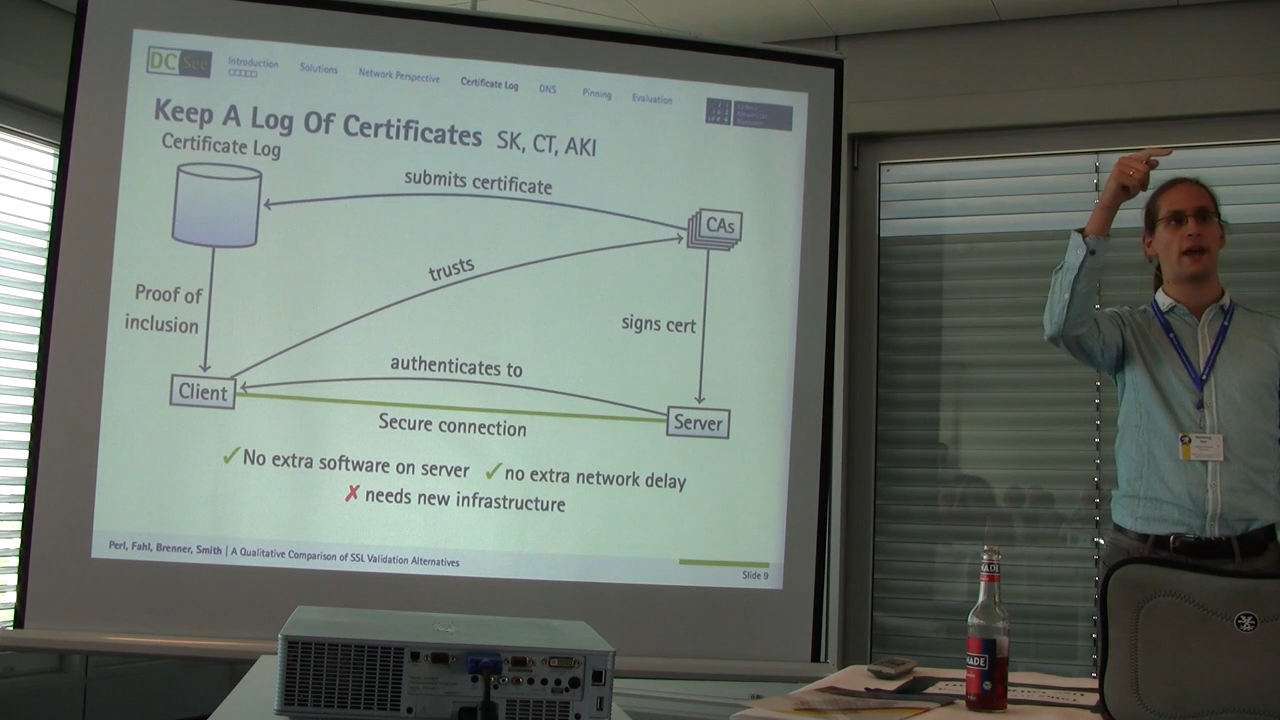 DCSec
Introduction Solutions Network Perspective Certificate Log DNS Pinning Evaluation
Keep A Log Of Certificates SK, CT, AKI
Certificate Log
submits certificate
CAs
trusts
Proof of
inclusion
signs cert
authenticates to
Client
Secure connection
Server
✓No extra software on server ✓no extra network delay
✗ needs new infrastructure
Perl, Fahl, Brenner, Smith | A Qualitative Comparison of SSL Validation Alternatives
Slide 9
MADE